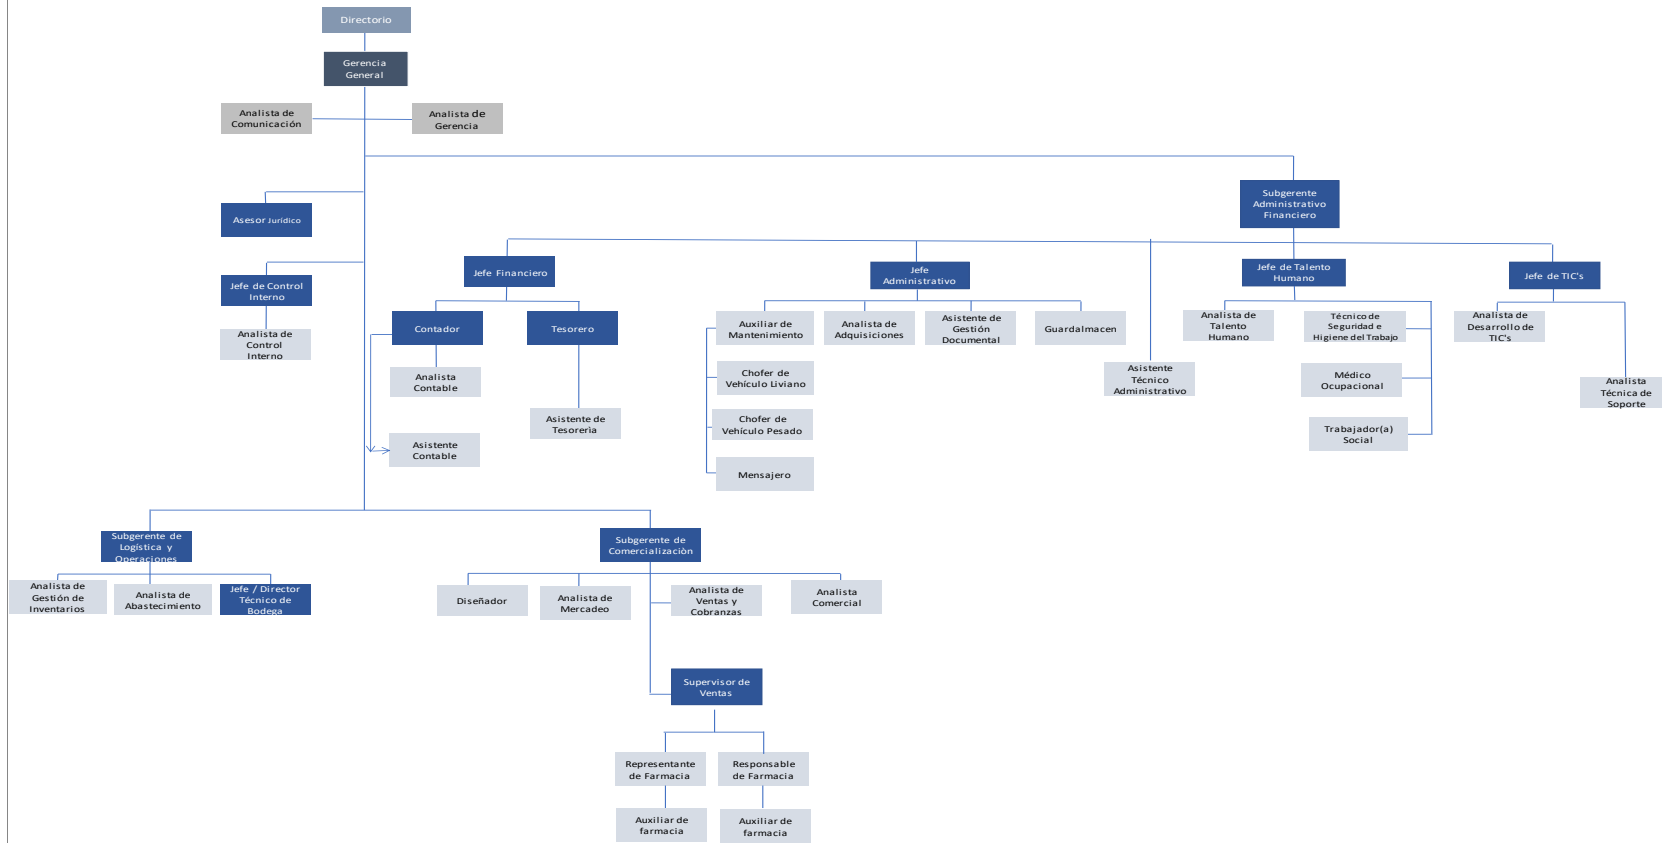 Directorio
Gerencia
General
Analista de
Comunicación
Analista de
Gerencia
Asesor Jurídico
Subgerente
Administrativo
Financiero
Jefe de Control
Interno
Analista de
Control
Interno
Jefe Financiero
Jefe
Administrativo
Jefe de Talento
Humano
Jefe de TIC's
Contador
Tesorero
Analista
Contable
Asistente de
Tesorerìa
Asistente
Contable
Auxiliar de
Mantenimiento
Analista de
Adquisiciones
Asistente de
Gestión
Documental
Guardalmacen
Chofer de
Vehículo Liviano
Chofer de
Vehículo Pesado
Mensajero
Asistente
Técnico
Administrativo
Analista de
Talento
Humano
Técnico de
Seguridad e
Higiene del Trabajo
Médico
Ocupacional
Trabajador(a)
Social
Analista de
Desarrollo de
TIC's
Analista
Técnica de
Soporte
Subgerente de
Logística y
Operaciones
Analista de
Gestión de
Inventarios
Analista de
Abastecimiento
Jefe / Director
Técnico de
Bodega
Subgerente de
Comercializaciòn
Diseñador
Analista de
Mercadeo
Analista de
Ventas y
Cobranzas
Analista
Comercial
Supervisor de
Ventas
Representante
de Farmacia
Responsable
de Farmacia
Auxiliar de
farmacia
Auxiliar de
farmacia